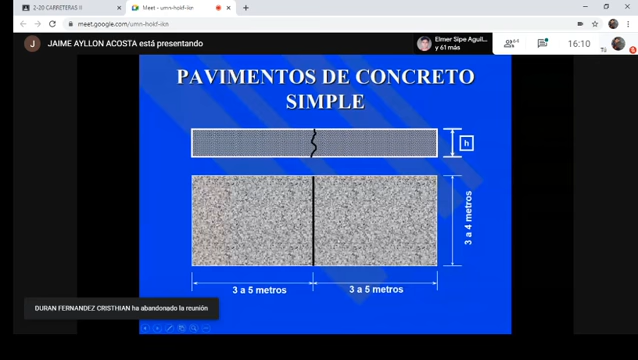 2-20 CARRETERAS II
Meet - umn-hokf-ikn
meet.google.com/umn-hokf-ikn
J
JAIME AYLLON ACOSTA está presentando
Elmer Sipe Aguil...
y 61 más
16:10
Tú
PAVIMENTOS DE CONCRETO
SIMPLE
h
3 a 4 metros
3 a 5 metros
3 a 5 metros
DURAN FERNANDEZ CRISTHIAN ha abandonado la reunión